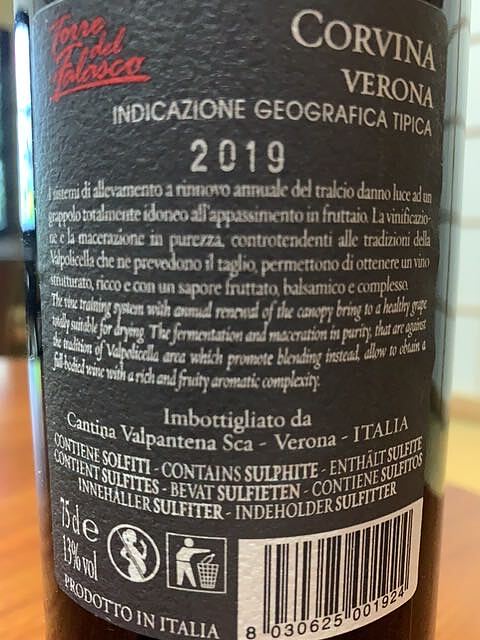 Torre
del
Falasco
CORVINA
VERONA
INDICAZIONE GEOGRAFICA TIPICA
2019
I sistemi di allevamento a rinnovo annuale del tralcio danno luce ad un
grappolo totalmente idoneo all'appassimento in fruttaio. La vinificazio-
ne e la macerazione in purezza, controtendenti alle tradizioni della
Valpolicella che ne prevedono il taglio, permettono di ottenere un vino
strutturato, ricco e con un sapore fruttato, balsamico e complesso.
The vine training system with annual renewal of the canopy bring to a healthy grape
totally suitable for drying. The fermentation and maceration in purity, that are against
the tradition of Valpolicella area which promote blending instead, allow to obtain a
full-bodied wine with a rich and fruity aromatic complexity.
Imbottigliato da
Cantina Valpantena Sca - Verona - ITALIA
CONTIENE SOLFITI - CONTAINS SULPHITE - ENTHÄLT SULFITE
CONTIENT SULFITES - BEVAT SULFIETEN - CONTIENE SULFITOS
INNEHÅLLER SULFITER - INDEHOLDER SULFITTER
75 cl e
13% vol
PRODOTTO IN ITALIA
8 030625 001924